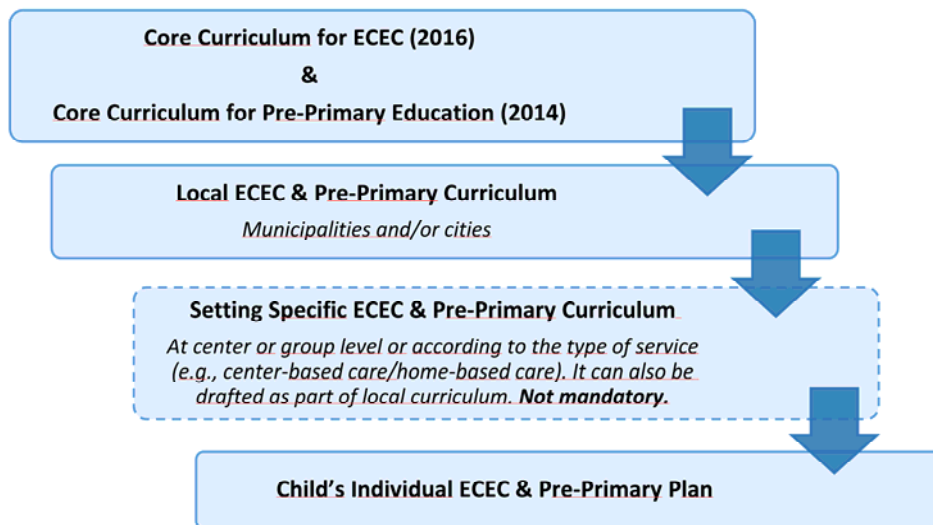 Core Curriculum for ECEC (2016)
&
Core Curriculum for Pre-Primary Education (2014)
Local ECEC & Pre-Primary Curriculum
Municipalities and/or cities
Setting Specific ECEC & Pre-Primary Curriculum
At center or group level or according to the type of service
(e.g., center-based care/home-based care). It can also be
drafted as part of local curriculum. Not mandatory.
Child's Individual ECEC & Pre-Primary Plan